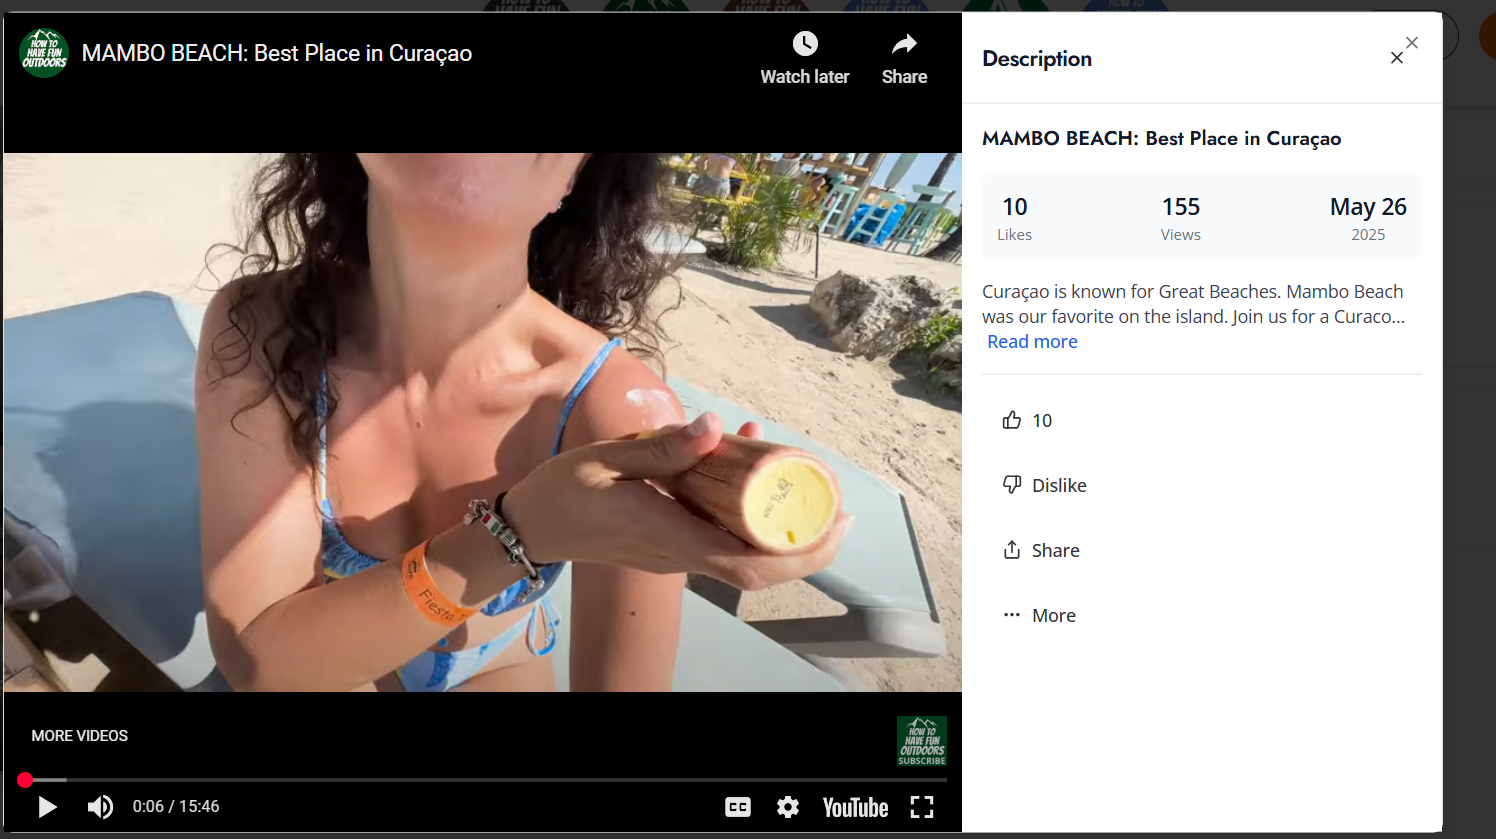 HOW TO
HAVE FUN
OUTDOORS
MAMBO BEACH: Best Place in Curaçao
Watch later
Share
Fiesta
MORE VIDEOS
HOW TO
HAVE FUN
OUTDOORS
SUBSCRIBE
0:06 / 15:46
CC
YouTube
Description
MAMBO BEACH: Best Place in Curaçao
10
Likes
155
Views
May 26
2025
Curaçao is known for Great Beaches. Mambo Beach
was our favorite on the island. Join us for a Curaco...
Read more
10
Dislike
Share
More